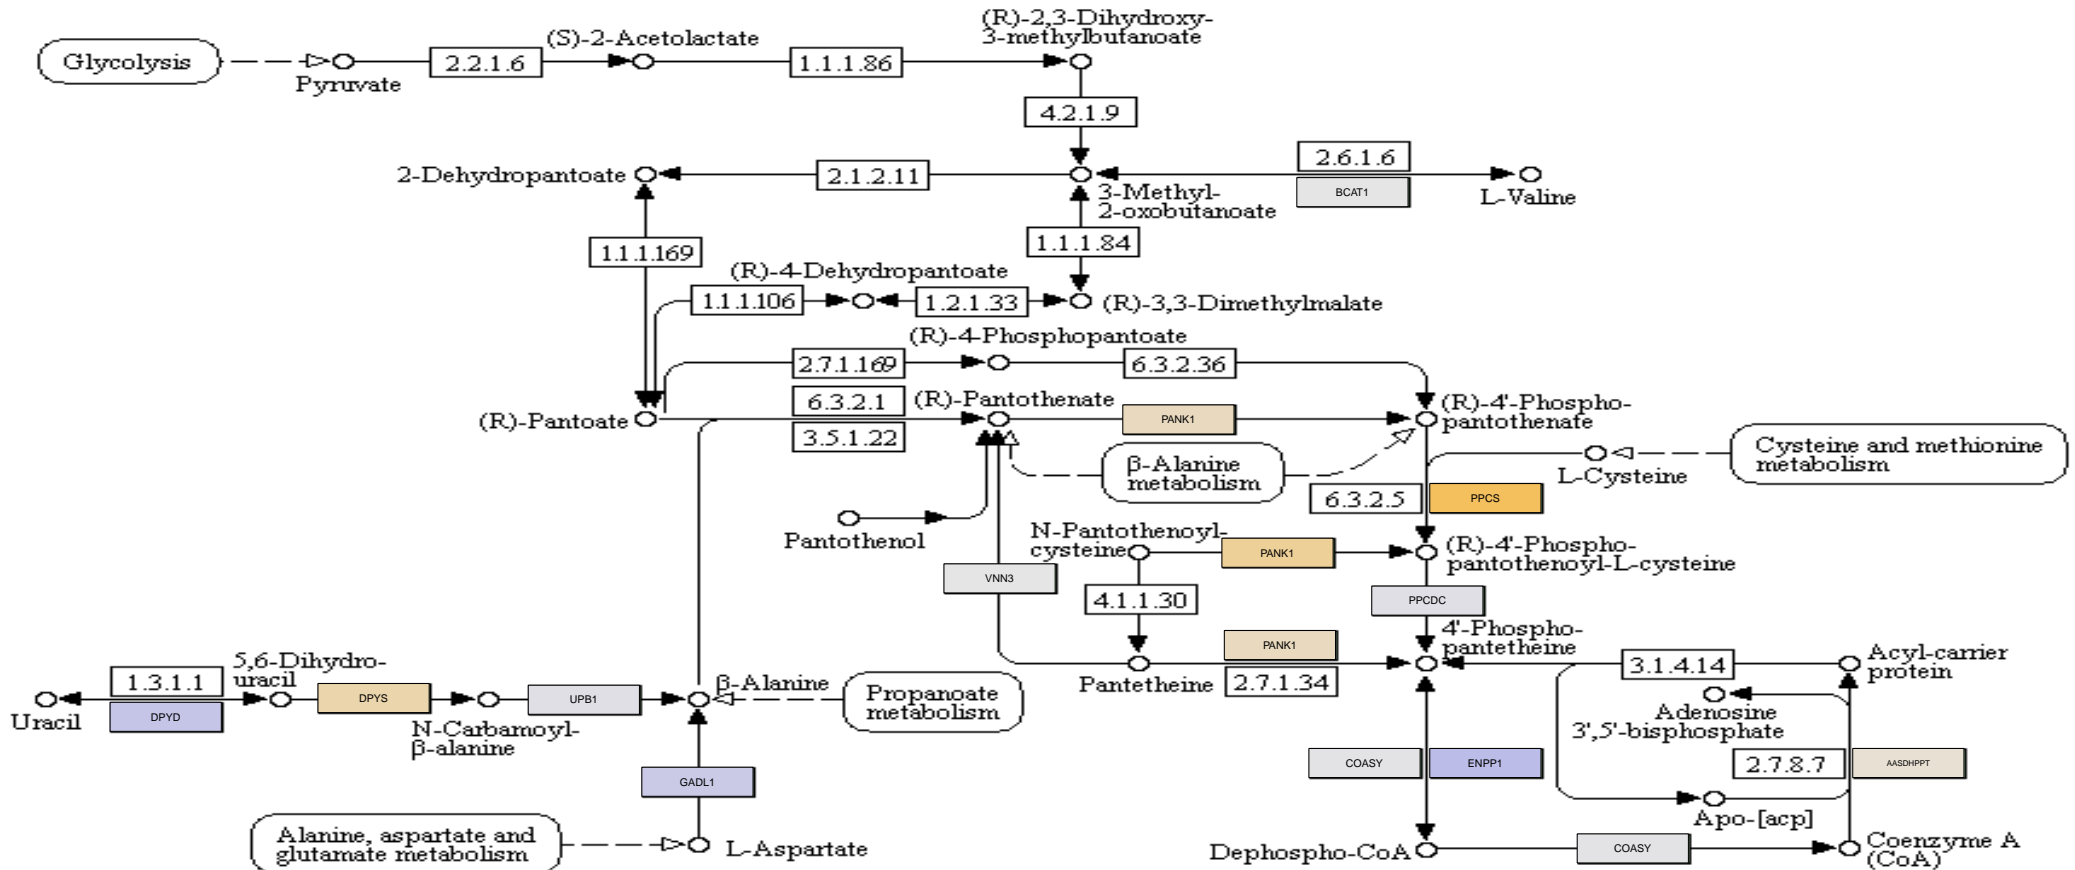 (R)-2,3-Dihydroxy-
3-methylbutanoate
(S)-2-Acetolactate
Glycolysis
2.2.1.6
1.1.1.86
Pyruvate
4.2.1.9
2.6.1.6
2-Dehydropantoate
2.1.2.11
3-Methyl-
2-oxobutanoate
BCAT1
L-Valine
1.1.1.169
1.1.1.84
(R)-4-Dehydropantoate
1.1.1.106
1.2.1.33
(R)-3,3-Dimethylmalate
(R)-4-Phosphopantoate
2.7.1.169
6.3.2.36
6.3.2.1
(R)-Pantothenate
(R)-Pantoate
3.5.1.22
PANK1
(R)-4'-Phospho-
pantothenate
β-Alanine
metabolism
Cysteine and methionine
metabolism
L-Cysteine
6.3.2.5
PPCS
Pantothenol
N-Pantothenoyl-
cysteine
PANK1
(R)-4'-Phospho-
pantothenoyl-L-cysteine
VNN3
4.1.1.30
PPCDC
4'-Phospho-
pantetheine
PANK1
Pantetheine
2.7.1.34
3.1.4.14
Acyl-carrier
protein
5,6-Dihydro-
uracil
1.3.1.1
Uracil
DPYD
DPYS
N-Carbamoyl-
β-alanine
UPB1
β-Alanine
Propanoate
metabolism
Adenosine
3',5'-bisphosphate
GADL1
COASY
ENPP1
2.7.8.7
AASDHPPT
Apo-[acp]
Alanine, aspartate and
glutamate metabolism
L-Aspartate
Dephospho-CoA
COASY
Coenzyme A
(CoA)